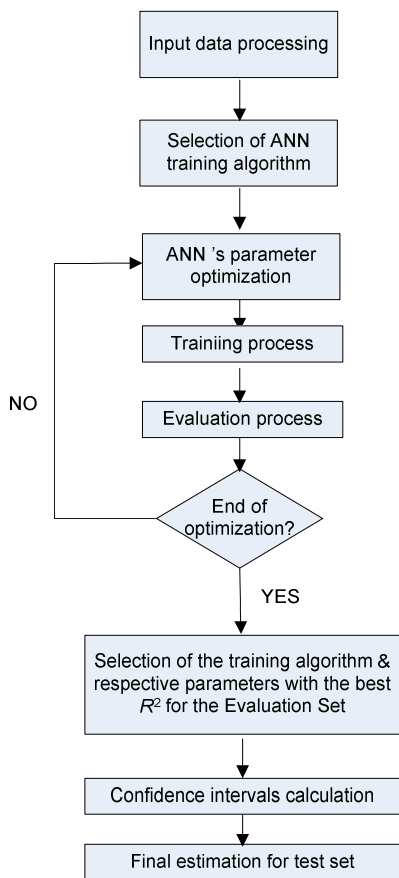 Input data processing
Selection of ANN
training algorithm
ANN 's parameter
optimization
Trainiing process
Evaluation process
NO
End of
optimization?
YES
Selection of the training algorithm &
respective parameters with the best
R² for the Evaluation Set
Confidence intervals calculation
Final estimation for test set